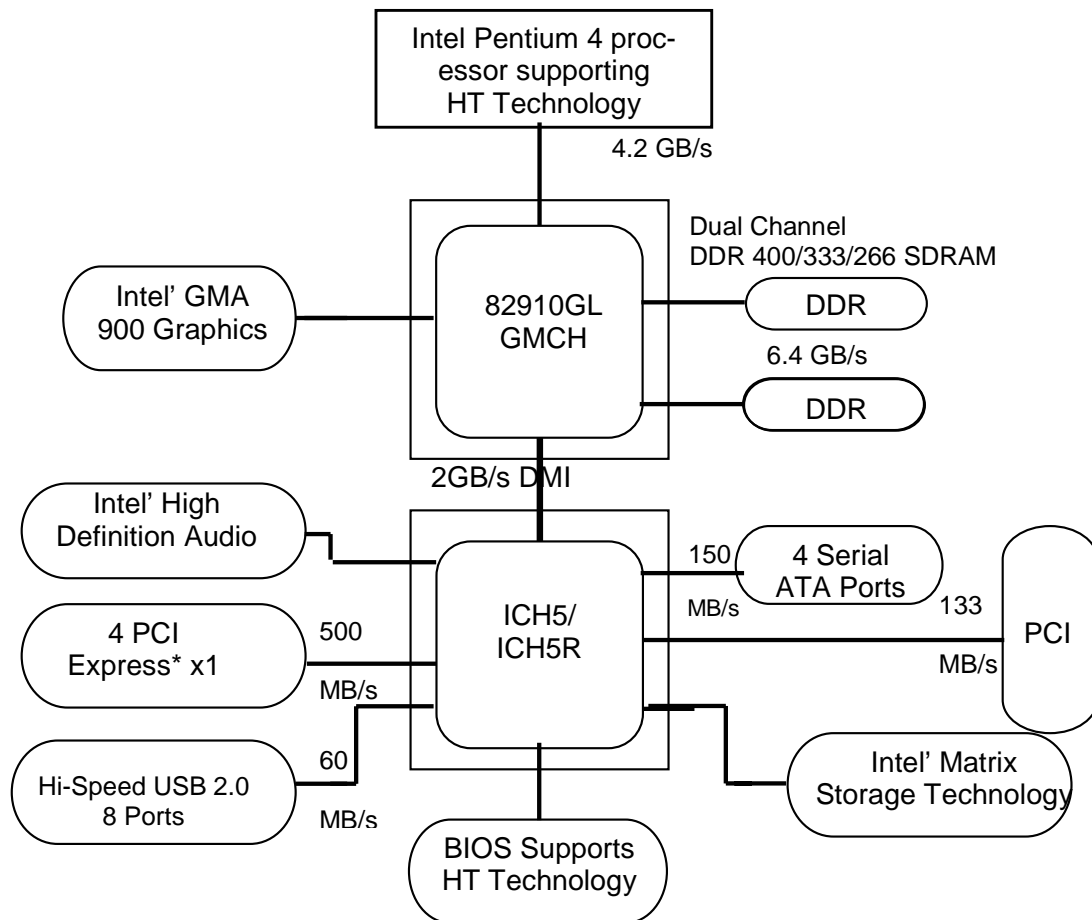 Intel Pentium 4 proc-
essor supporting
HT Technology
4.2 GB/s
Dual Channel
DDR 400/333/266 SDRAM
Intel' GMA
900 Graphics
82910GL
GMCH
DDR
6.4 GB/s
DDR
2GB/s DMI
Intel' High
Definition Audio
150
MB/s
4 Serial
ATA Ports
133
MB/s
PCI
4 PCI
Express* x1
500
MB/s
ICH5/
ICH5R
Hi-Speed USB 2.0
8 Ports
60
MB/s
Intel' Matrix
Storage Technology
BIOS Supports
HT Technology